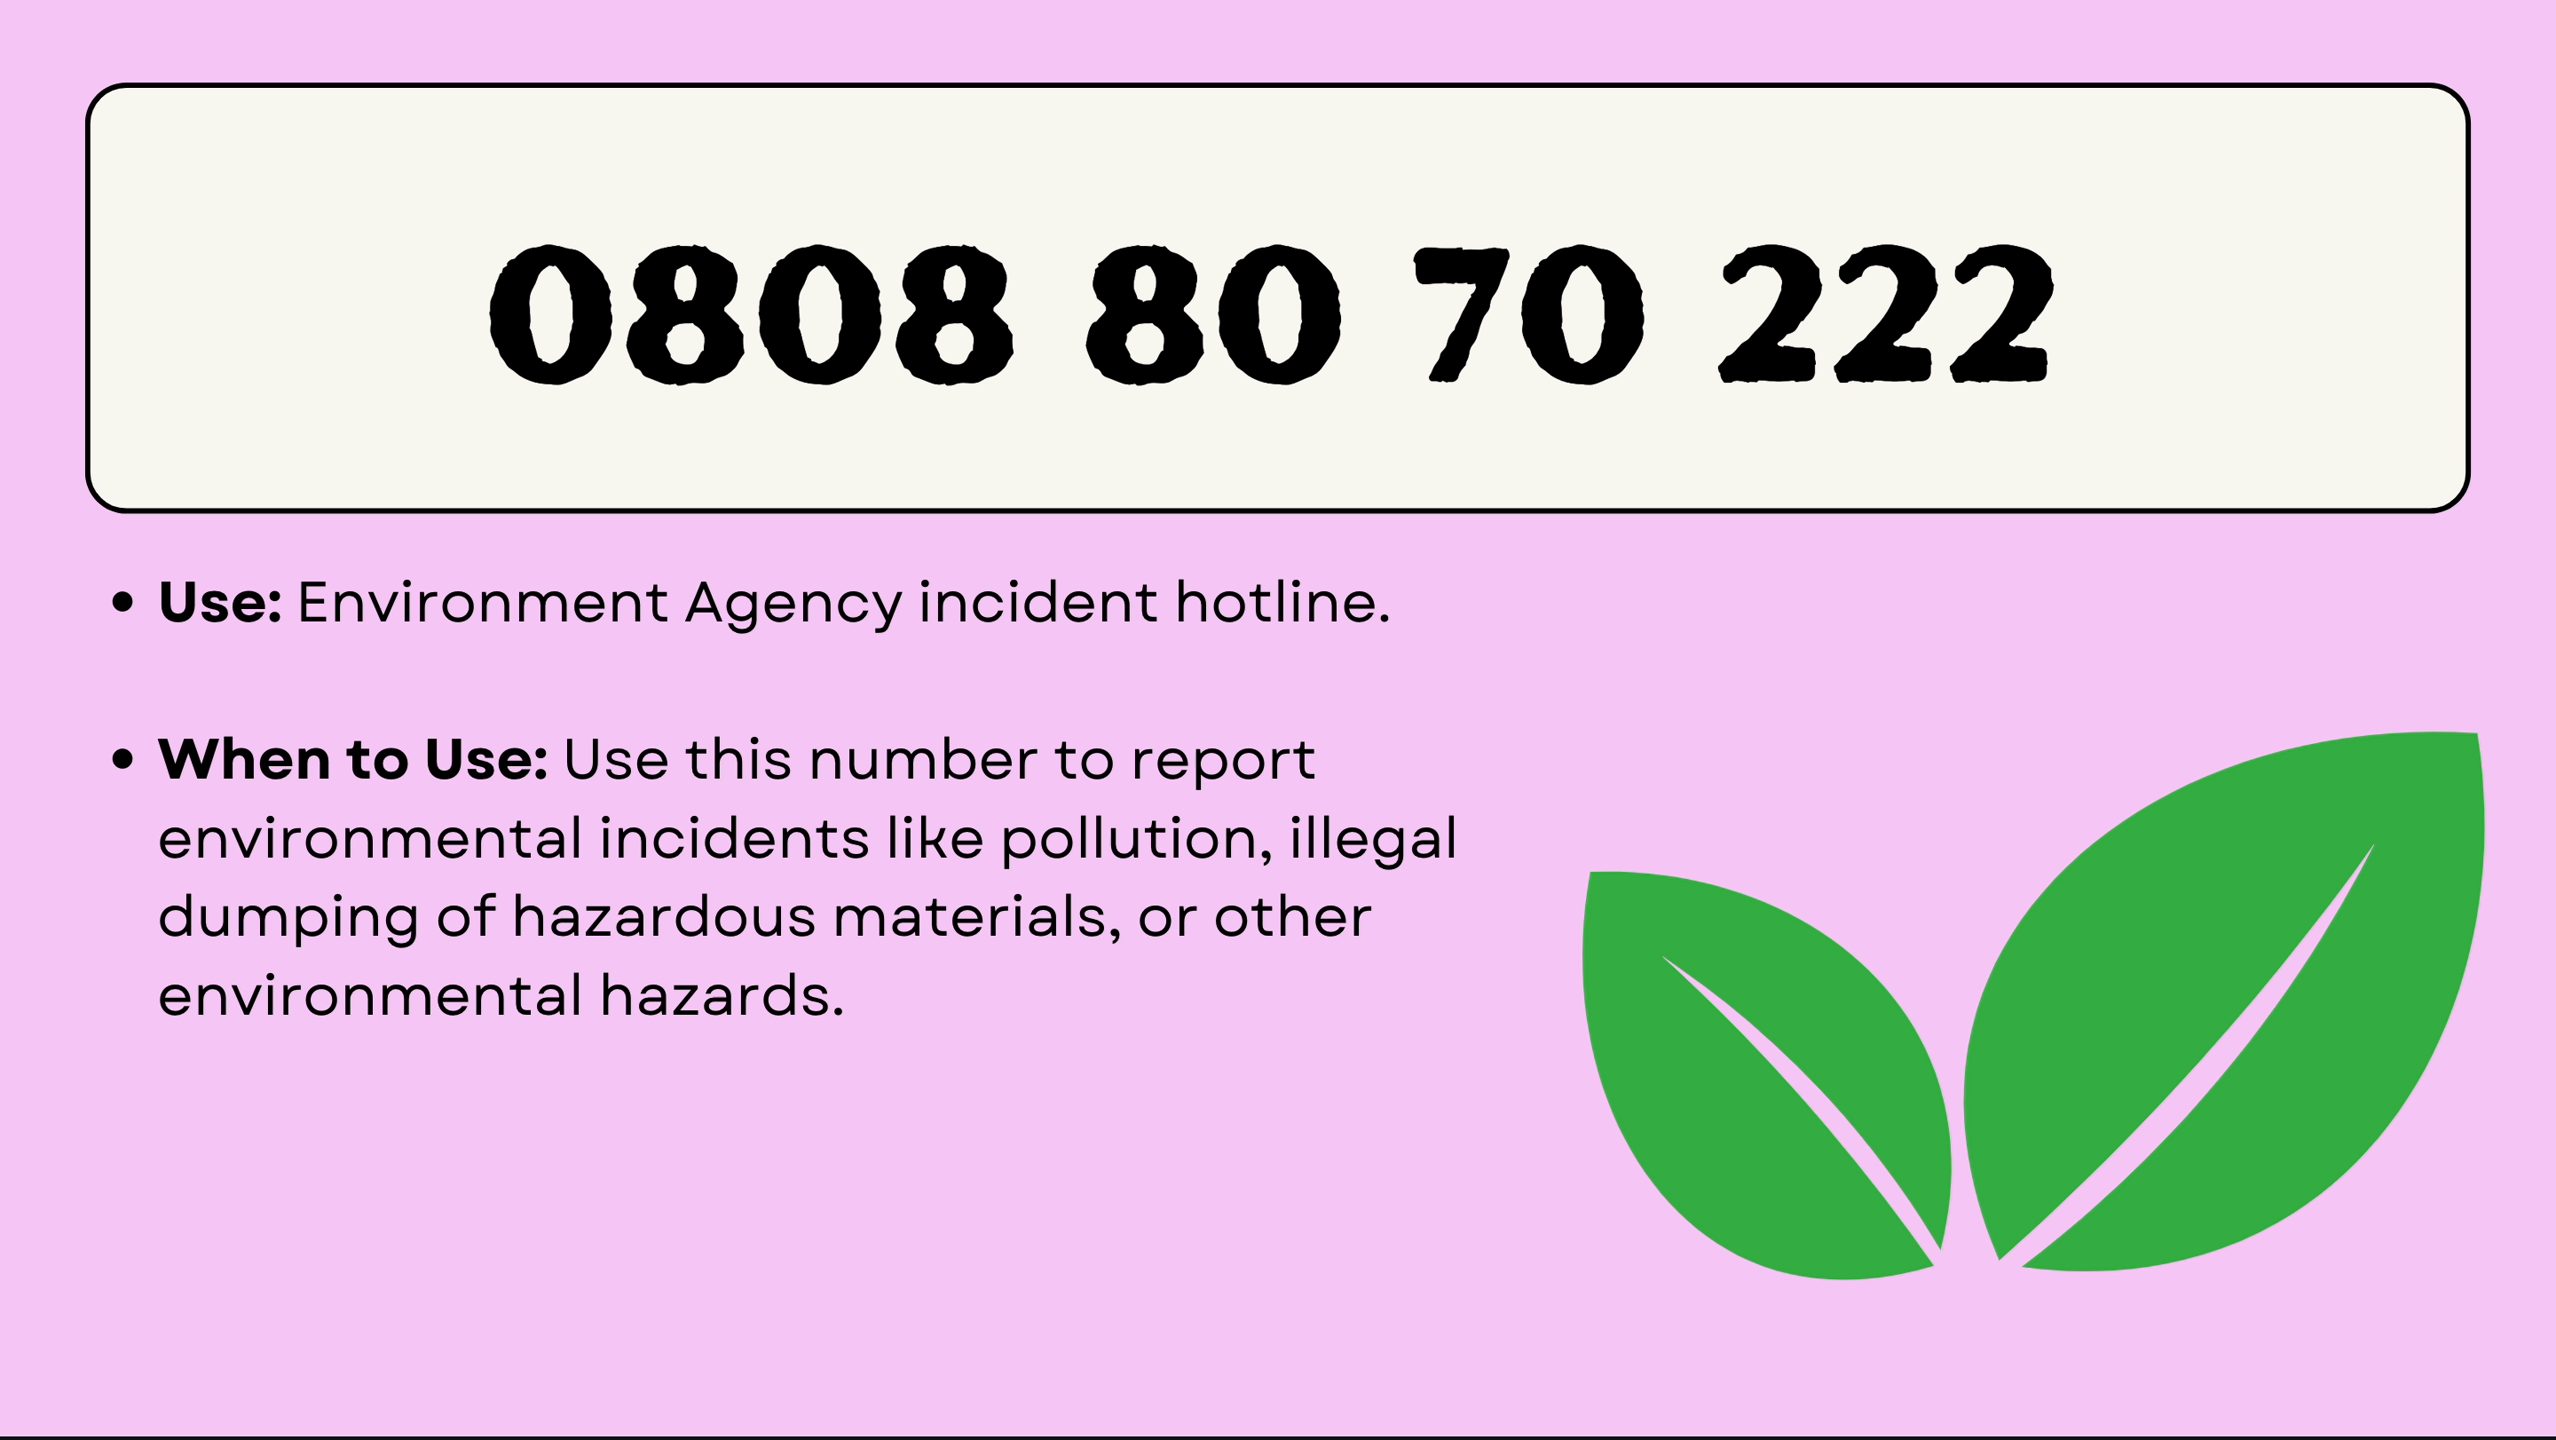 0808 80 70 222
• Use: Environment Agency incident hotline.
• When to Use: Use this number to report
environmental incidents like pollution, illegal
dumping of hazardous materials, or other
environmental hazards.